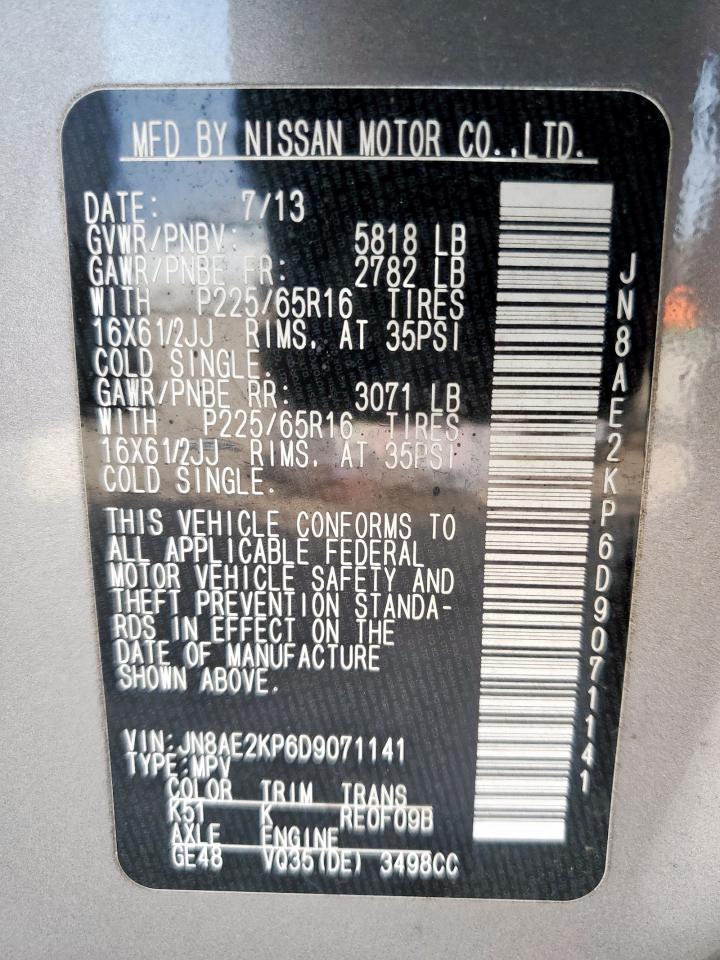 MFD BY NISSAN MOTOR CO.,LTD.
DATE: 7/13
GVWR/PNBV: 5818 LB
GAWR/PNBE FR: 2782 LB
WITH P225/65R16 TIRES
16X61/2JJ RIMS. AT 35PSI
COLD SINGLE.
GAWR/PNBE RR: 3071 LB
WITH P225/65R16 TIRES
16X61/2JJ RIMS. AT 35PSI
COLD SINGLE.
THIS VEHICLE CONFORMS TO
ALL APPLICABLE FEDERAL
MOTOR VEHICLE SAFETY AND
THEFT PREVENTION STANDA-
RDS IN EFFECT ON THE
DATE OF MANUFACTURE
SHOWN ABOVE.
VIN:JN8AE2KP6D9071141
TYPE:MPV
COLOR TRIM TRANS
K51 K RE0F09B
AXLE ENGINE
GE48 VQ35(DE) 3498CC
JN8AE2KP6D9071141